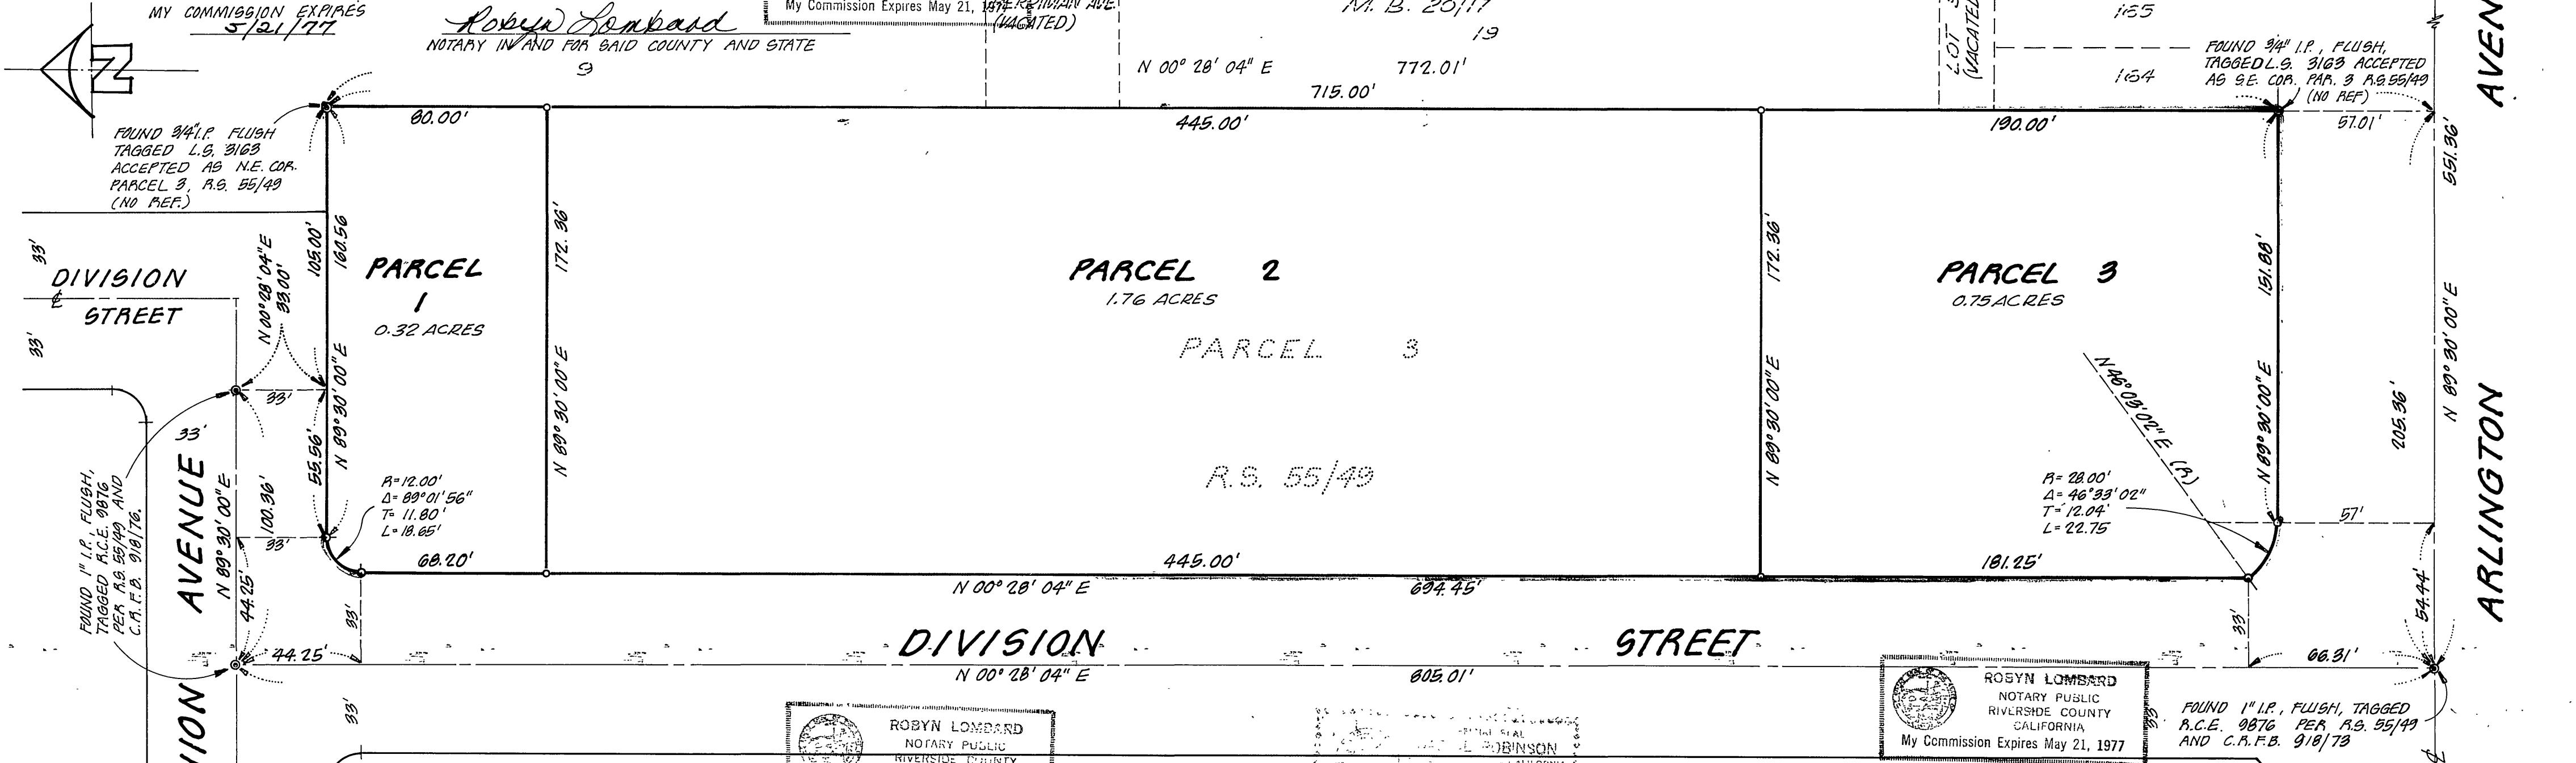 MY COMMISSION EXPIRES
5/21/77
Robyn Lombard
NOTARY IN AND FOR SAID COUNTY AND STATE
9
My Commission Expires May 21, 1977
(VACATED)
M. B. 20/17
19
N 00° 28' 04" E 772.01'
715.00'
LOT
(VACATED
165
164
FOUND 3/4" I.P., FLUSH,
TAGGED L.S. 3163 ACCEPTED
AS S.E. COR. PAR. 3 R.S. 55/49
(NO REF)
AVEN
N
80.00'
445.00'
190.00'
57.01'
551.36'
FOUND 3/4" I.P. FLUSH
TAGGED L.S. 3163
ACCEPTED AS N.E. COR.
PARCEL 3, R.S. 55/49
(NO REF.)
33'
DIVISION
STREET
33'
N 00° 28' 04" E
33.00'
105.00'
160.56
PARCEL
1
0.32 ACRES
172.36'
N 89° 30' 00" E
PARCEL 2
1.76 ACRES
PARCEL 3
R.S. 55/49
172.36'
N 89° 30' 00" E
PARCEL 3
0.75 ACRES
151.88'
N 89° 30' 00" E
N 46° 03' 02" E (R)
205.36'
N 89° 30' 00" E
ARLINGTON
33'
33'
55.56'
N 89° 30' 00" E
R=12.00'
Δ= 89° 01' 56"
T= 11.80'
L= 18.65'
R= 28.00'
Δ= 46° 33' 02"
T= 12.04'
L= 22.75
57'
FOUND 1" I.P., FLUSH,
TAGGED R.C.E. 9876
PER R.S. 55/49 AND
C.R.F.B. 918/76.
AVENUE
N 89° 30' 00" E
100.36'
33'
44.25'
68.20'
445.00'
181.25'
N 00° 28' 04" E 694.45'
33'
33'
54.44'
DIVISION STREET
44.25'
N 00° 28' 04" E 805.01'
66.31'
33'
ION
ROBYN LOMBARD
NOTARY PUBLIC
RIVERSIDE COUNTY
ROBINSON
ROBYN LOMBARD
NOTARY PUBLIC
RIVERSIDE COUNTY
CALIFORNIA
My Commission Expires May 21, 1977
33'
FOUND 1" I.P., FLUSH, TAGGED
R.C.E. 9876 PER R.S. 55/49
AND C.R.F.B. 918/73